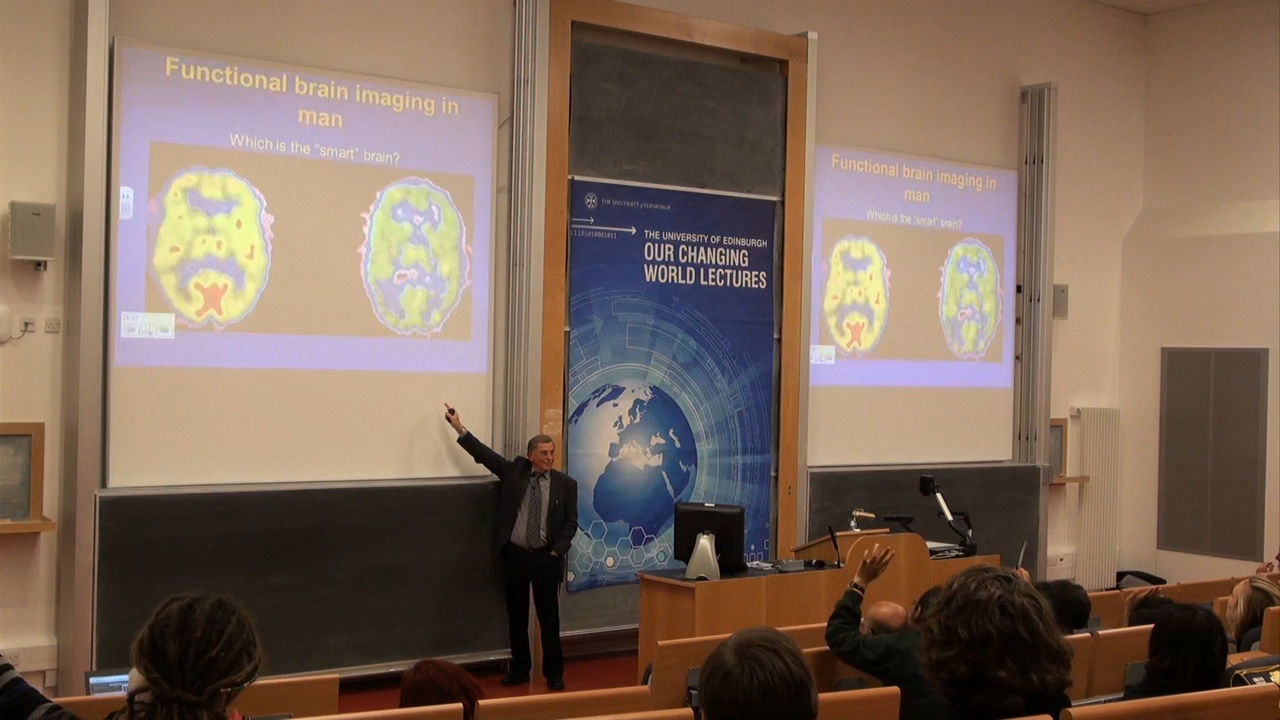 Functional brain imaging in
man
Which is the "smart" brain?
THE UNIVERSITY of EDINBURGH
THE UNIVERSITY OF EDINBURGH
OUR CHANGING
WORLD LECTURES
Functional brain imaging in
man
Which is the "smart" brain?